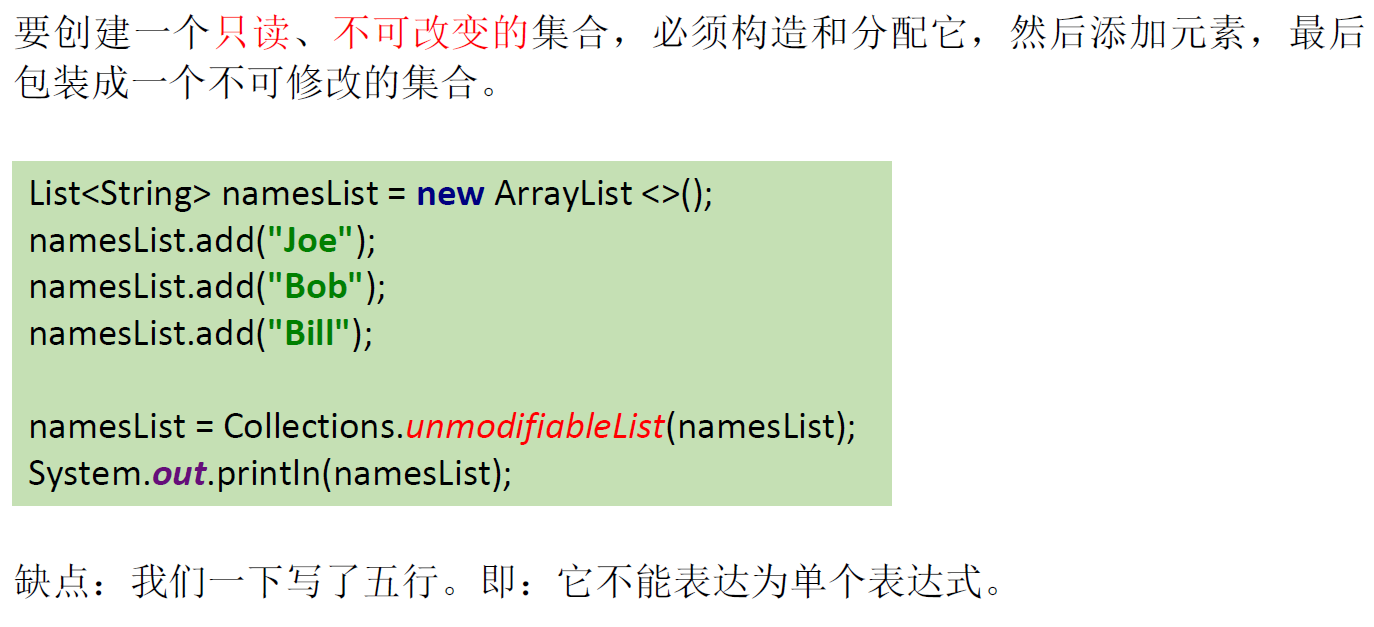 要创建一个只读、不可改变的集合，必须构造和分配它，然后添加元素，最后
包装成一个不可修改的集合。
List<String> namesList = new ArrayList <>();
namesList.add("Joe");
namesList.add("Bob");
namesList.add("Bill");
namesList = Collections.unmodifiableList(namesList);
System.out.println(namesList);
缺点：我们一下写了五行。即：它不能表达为单个表达式。